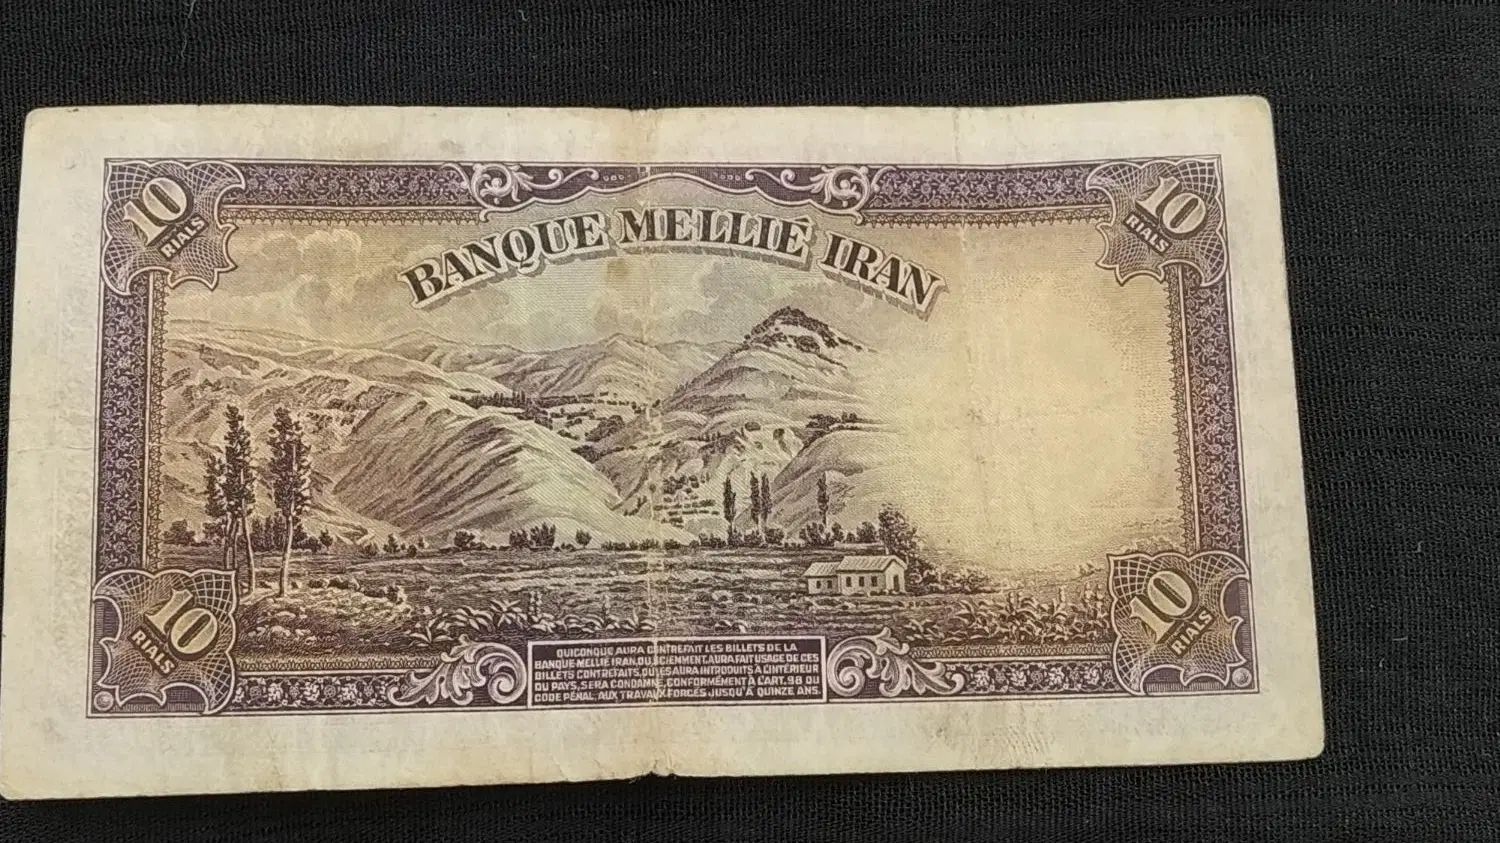 10 RIALS
BANQUE MELLIÉ IRAN
10 RIALS
10 RIALS
QUICONQUE AURA CONTREFAIT LES BILLETS DE LA
BANQUE MELLIÉ IRAN, OU SCIEMMENT, AURA FAIT USAGE DE CES
BILLETS CONTREFAITS, OU LES AURA INTRODUITS À L'INTÉRIEUR
DU PAYS, SERA CONDAMNÉ, CONFORMÉMENT À L'ART. 98 DU
CODE PÉNAL, AUX TRAVAUX FORCÉS JUSQU'À QUINZE ANS.
10 RIALS